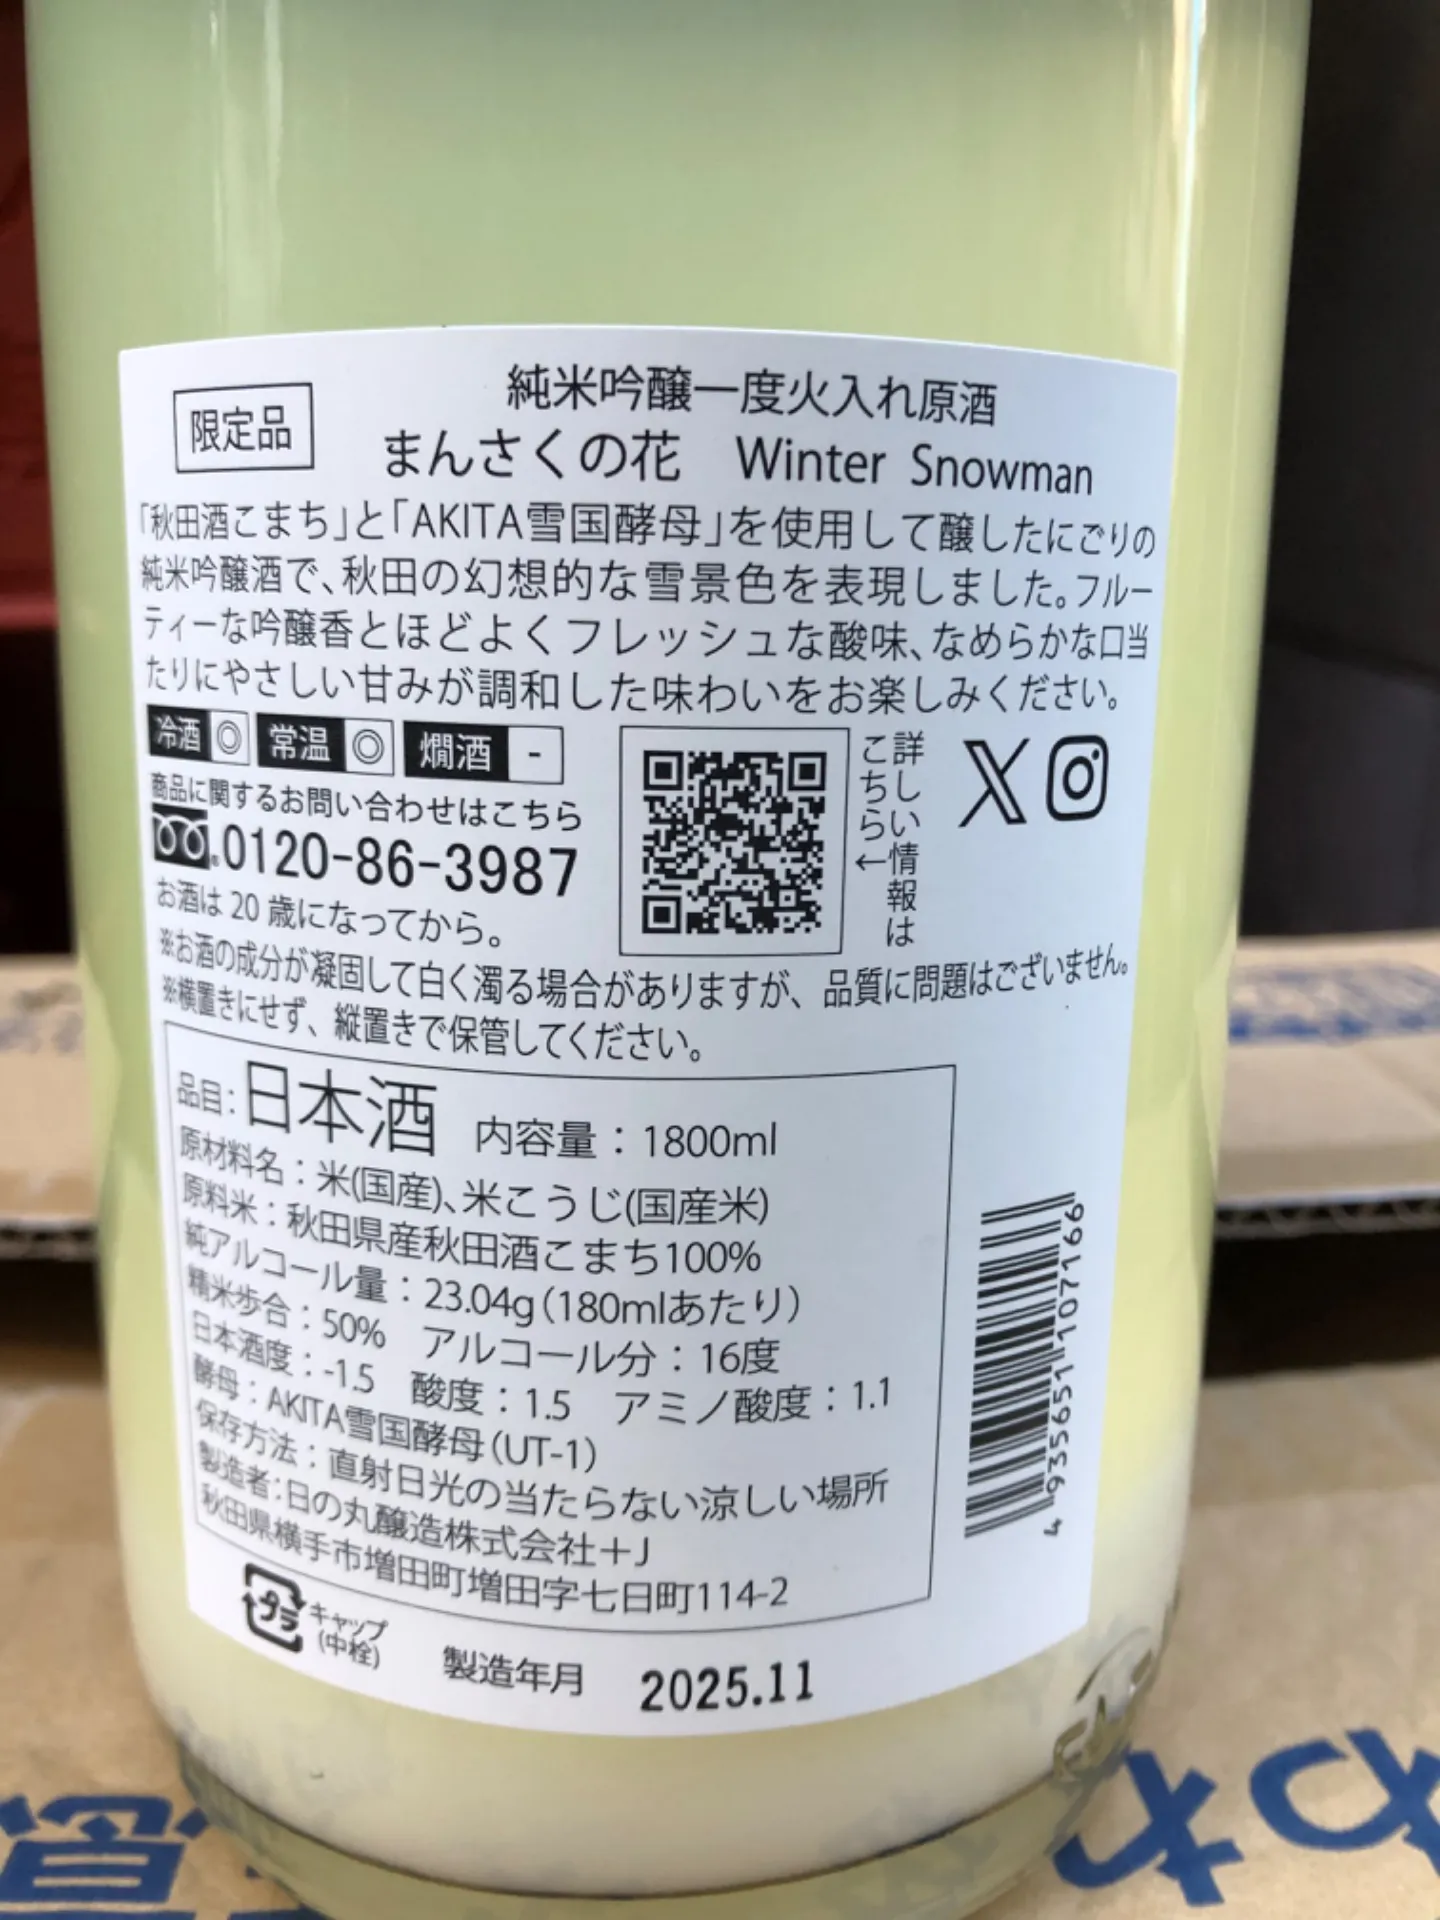 限定品
純米吟醸一度火入れ原酒
まんさくの花　Winter Snowman
「秋田酒こまち」と「AKITA雪国酵母」を使用して醸したにごりの
純米吟醸酒で、秋田の幻想的な雪景色を表現しました。フルー
ティーな吟醸香とほどよくフレッシュな酸味、なめらかな口当
たりにやさしい甘みが調和した味わいをお楽しみください。
冷酒 ◎ 常温 ◎ 燗酒 -
商品に関するお問い合わせはこちら
0120-86-3987
詳しい情報は
こちら←
お酒は 20 歳になってから。
※お酒の成分が凝固して白く濁る場合がありますが、品質に問題はございません。
※横置きにせず、縦置きで保管してください。
品目：日本酒　内容量：1800ml
原材料名：米(国産)、米こうじ(国産米)
原料米：秋田県産秋田酒こまち100%
純アルコール量：23.04g（180mlあたり）
精米歩合：50%　アルコール分：16度
日本酒度：-1.5　酸度：1.5　アミノ酸度：1.1
酵母：AKITA雪国酵母（UT-1）
保存方法：直射日光の当たらない涼しい場所
製造者：日の丸醸造株式会社＋J
秋田県横手市増田町増田字七日町114-2
4935651107166
プラ
キャップ
(中栓)
製造年月　2025.11